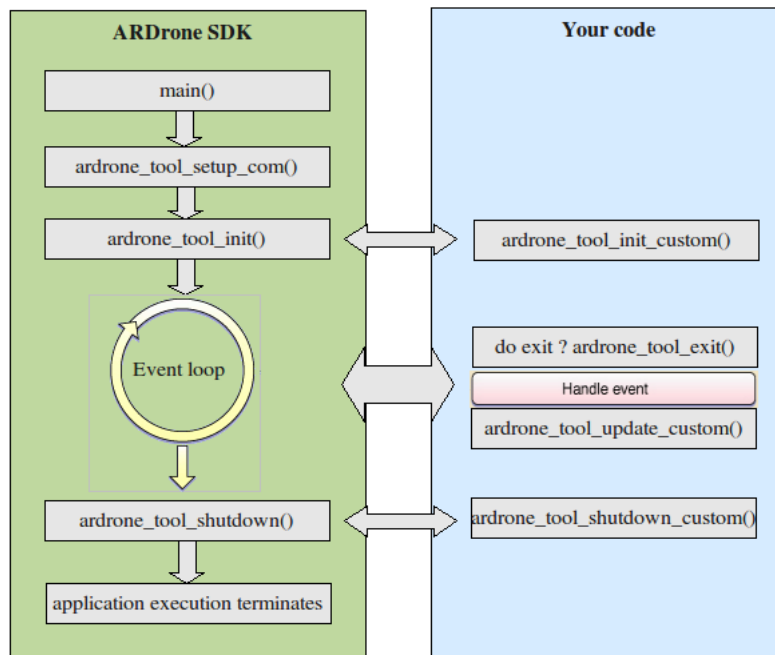 ARDrone SDK
main()
ardrone_tool_setup_com()
ardrone_tool_init()
Event loop
ardrone_tool_shutdown()
application execution terminates
Your code
ardrone_tool_init_custom()
do exit ? ardrone_tool_exit()
Handle event
ardrone_tool_update_custom()
ardrone_tool_shutdown_custom()